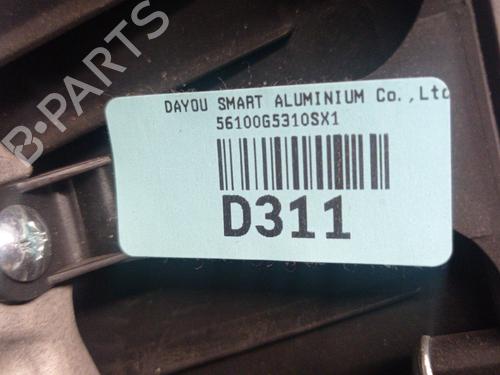 B-PARTS
DAYOU SMART ALUMINIUM Co.,Ltd
56100G5310SX1
D311